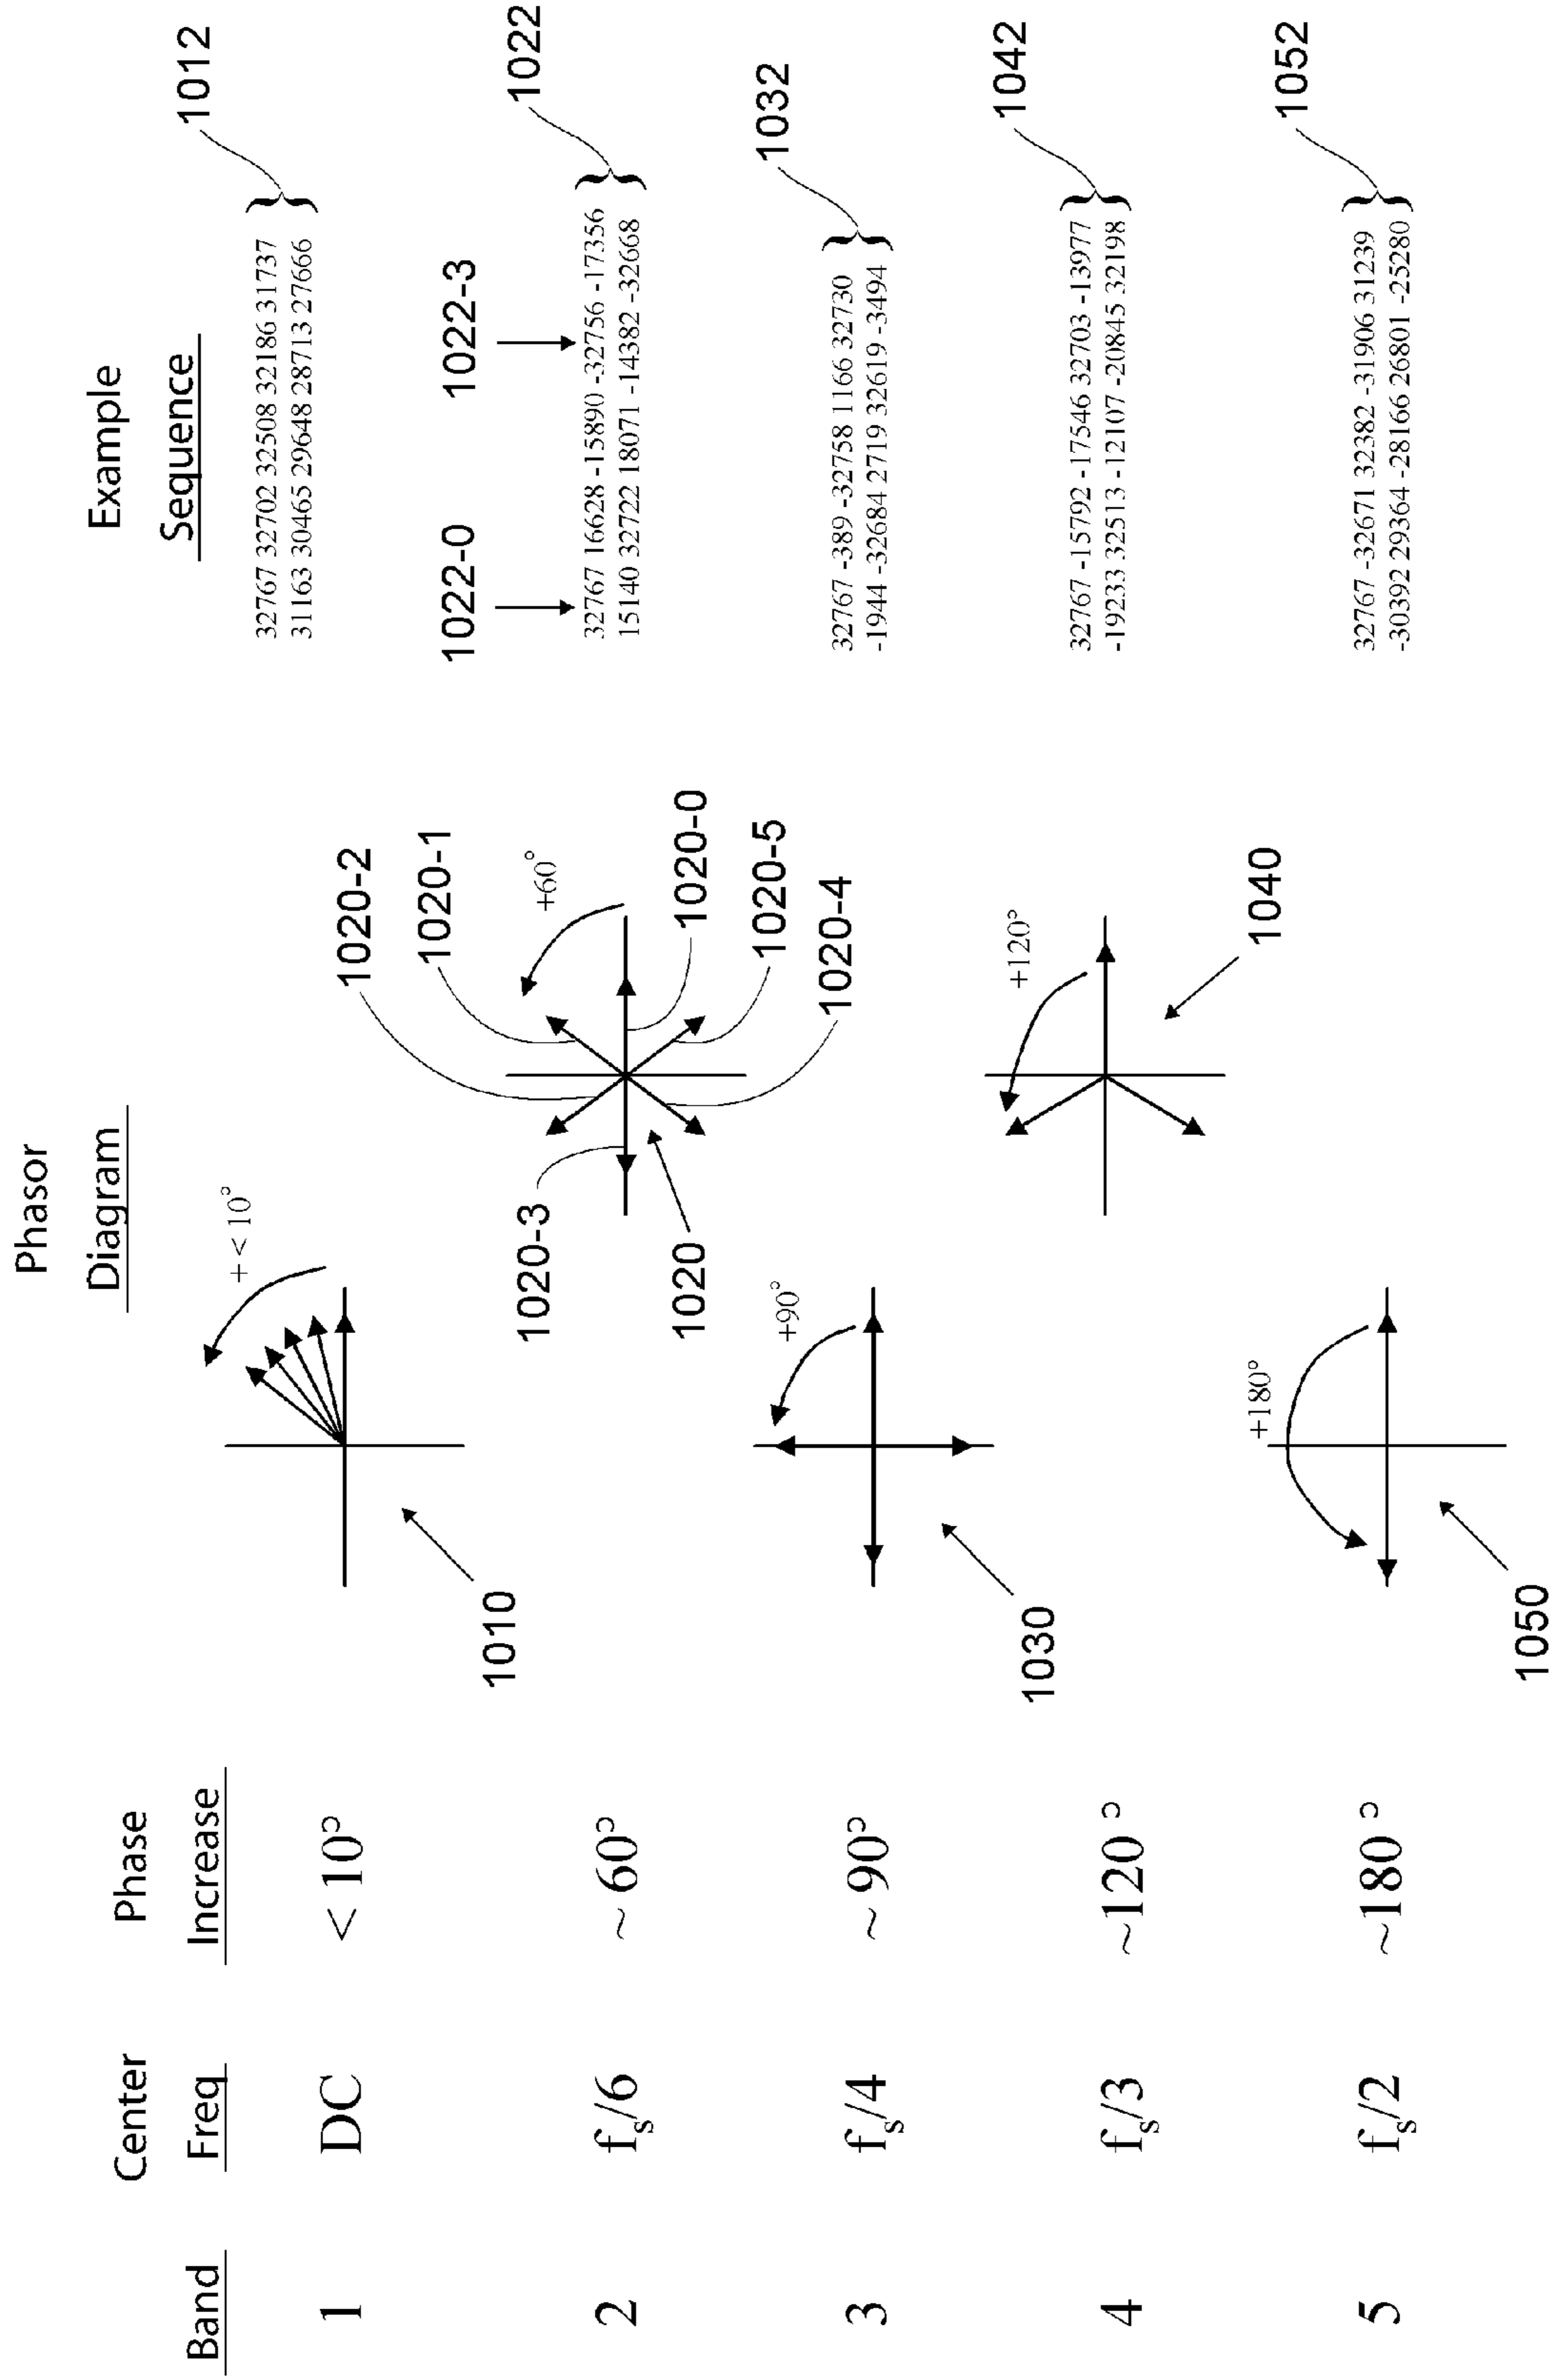 Band
Center
Freq
Phase
Increase
Phasor
Diagram
Example
Sequence
1
DC
< 10°
+ < 10°
1010
32767 32702 32508 32186 31737
31163 30465 29648 28713 27666
1012
2
fs/6
~ 60°
1020-2
1020-1
+60°
1020-3
1020-0
1020
1020-5
1020-4
1022-0
1022-3
32767 16628 -15890 -32756 -17356
15140 32722 18071 -14382 -32668
1022
3
fs/4
~ 90°
+90°
1030
32767 -389 -32758 1166 32730
-1944 -32684 2719 32619 -3494
1032
4
fs/3
~120 °
+120°
1040
32767 -15792 -17546 32703 -13977
-19233 32513 -12107 -20845 32198
1042
5
fs/2
~180 °
+180°
1050
32767 -32671 32382 -31906 31239
-30392 29364 -28166 26801 -25280
1052